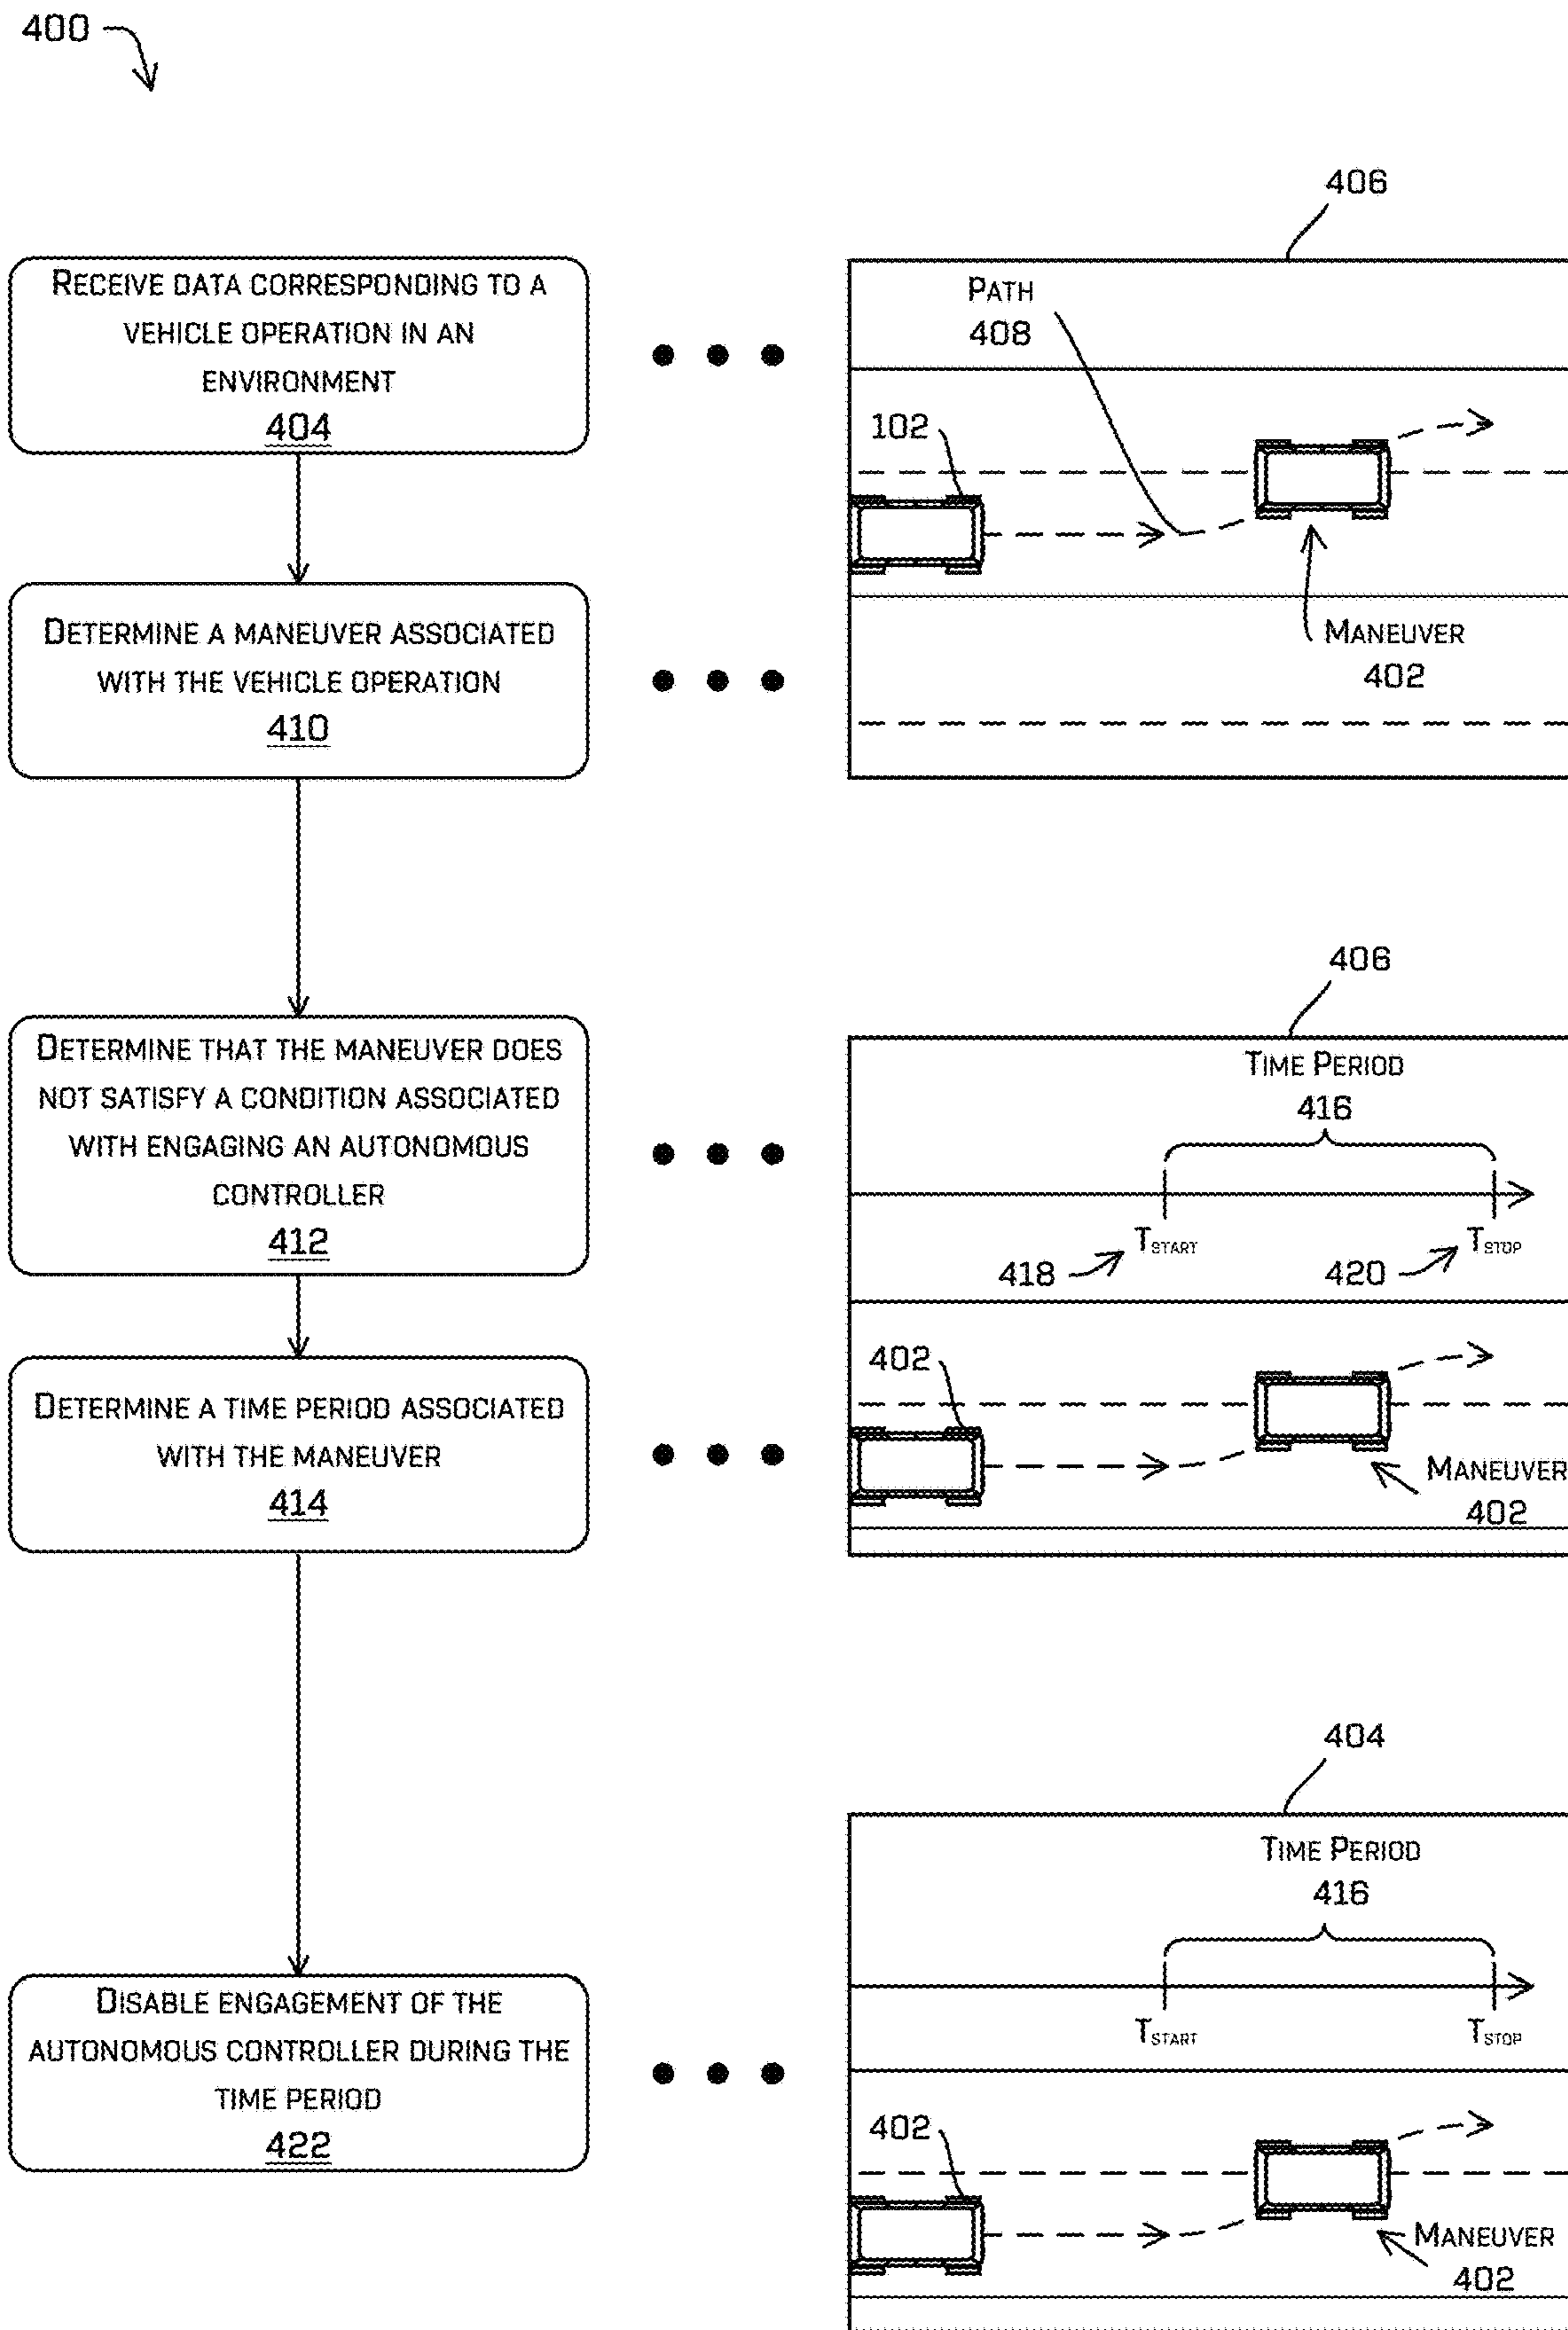 400
RECEIVE DATA CORRESPONDING TO A
VEHICLE OPERATION IN AN
ENVIRONMENT
404
406
PATH
408
102
MANEUVER
402
DETERMINE A MANEUVER ASSOCIATED
WITH THE VEHICLE OPERATION
410
DETERMINE THAT THE MANEUVER DOES
NOT SATISFY A CONDITION ASSOCIATED
WITH ENGAGING AN AUTONOMOUS
CONTROLLER
412
406
TIME PERIOD
416
TSTART
TSTOP
418
420
402
MANEUVER
402
DETERMINE A TIME PERIOD ASSOCIATED
WITH THE MANEUVER
414
404
TIME PERIOD
416
TSTART
TSTOP
402
MANEUVER
402
DISABLE ENGAGEMENT OF THE
AUTONOMOUS CONTROLLER DURING THE
TIME PERIOD
422